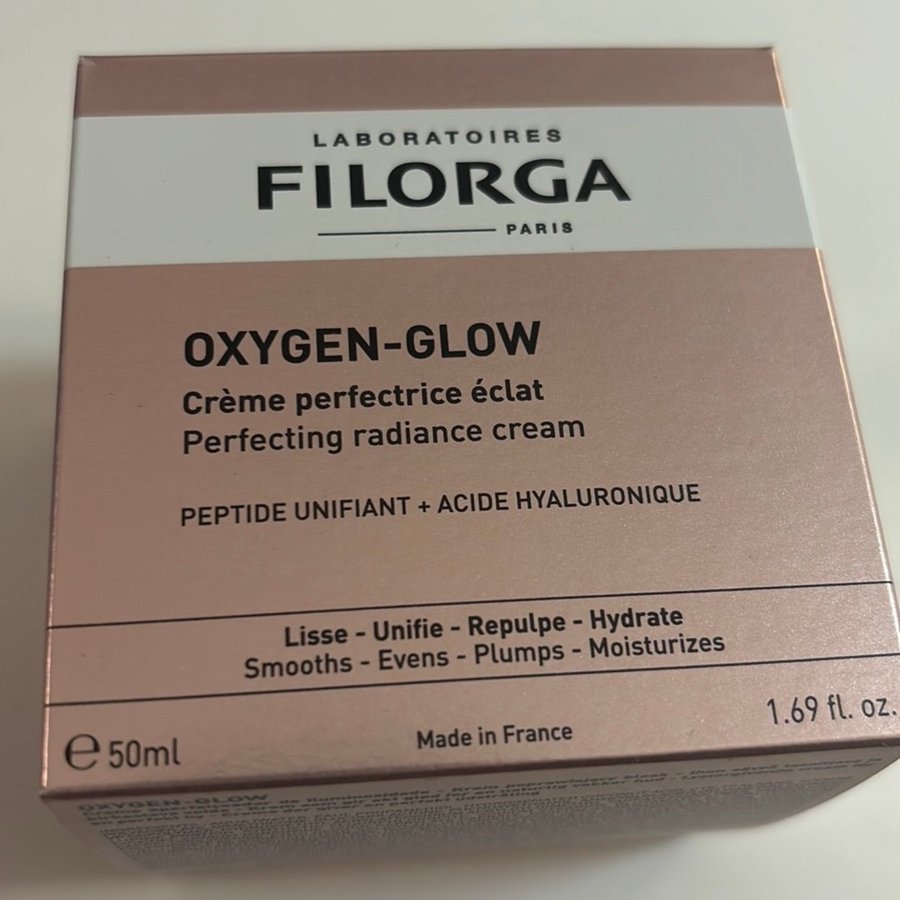 LABORATOIRES
FILORGA
PARIS
OXYGEN-GLOW
Crème perfectrice éclat
Perfecting radiance cream
PEPTIDE UNIFIANT + ACIDE HYALURONIQUE
Lisse - Unifie - Repulpe - Hydrate
Smooths - Evens - Plumps - Moisturizes
℮ 50ml
Made in France
1.69 fl. oz.
OXYGEN-GLOW